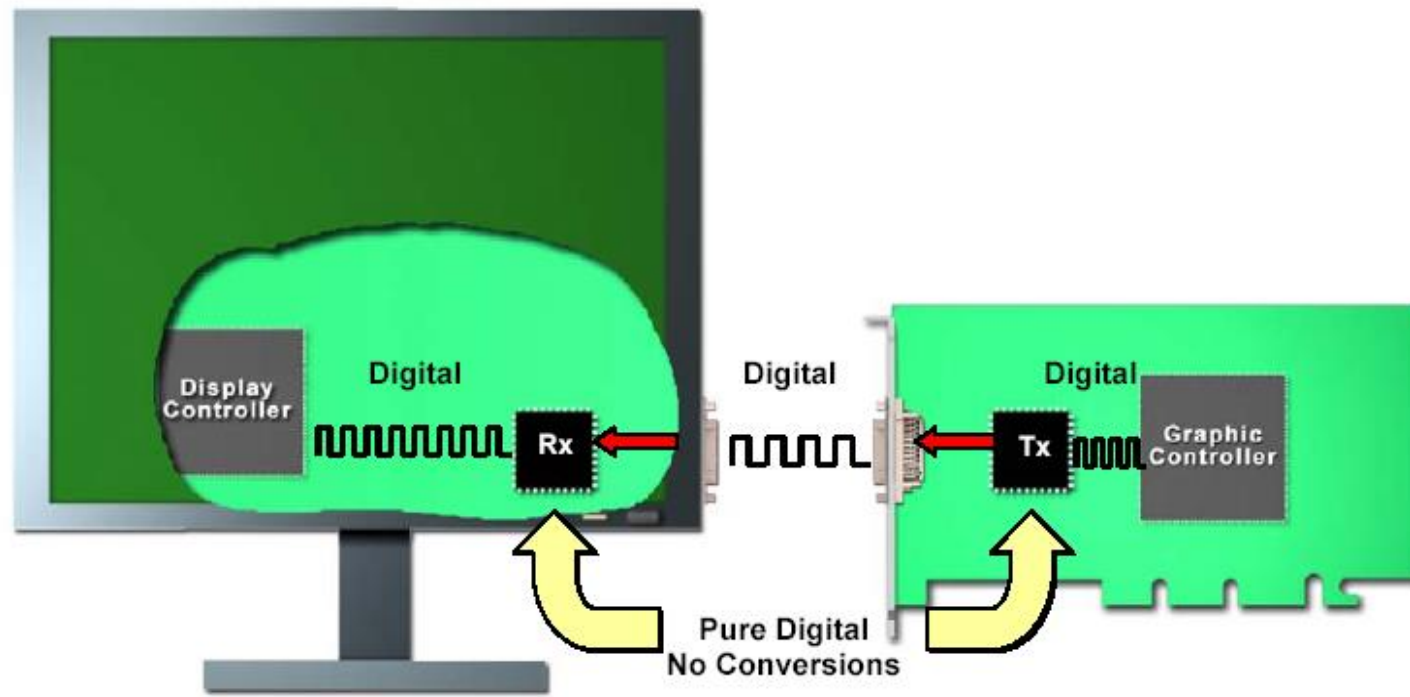 Digital
Digital
Digital
Display
Controller
Rx
Tx
Graphic
Controller
Pure Digital
No Conversions